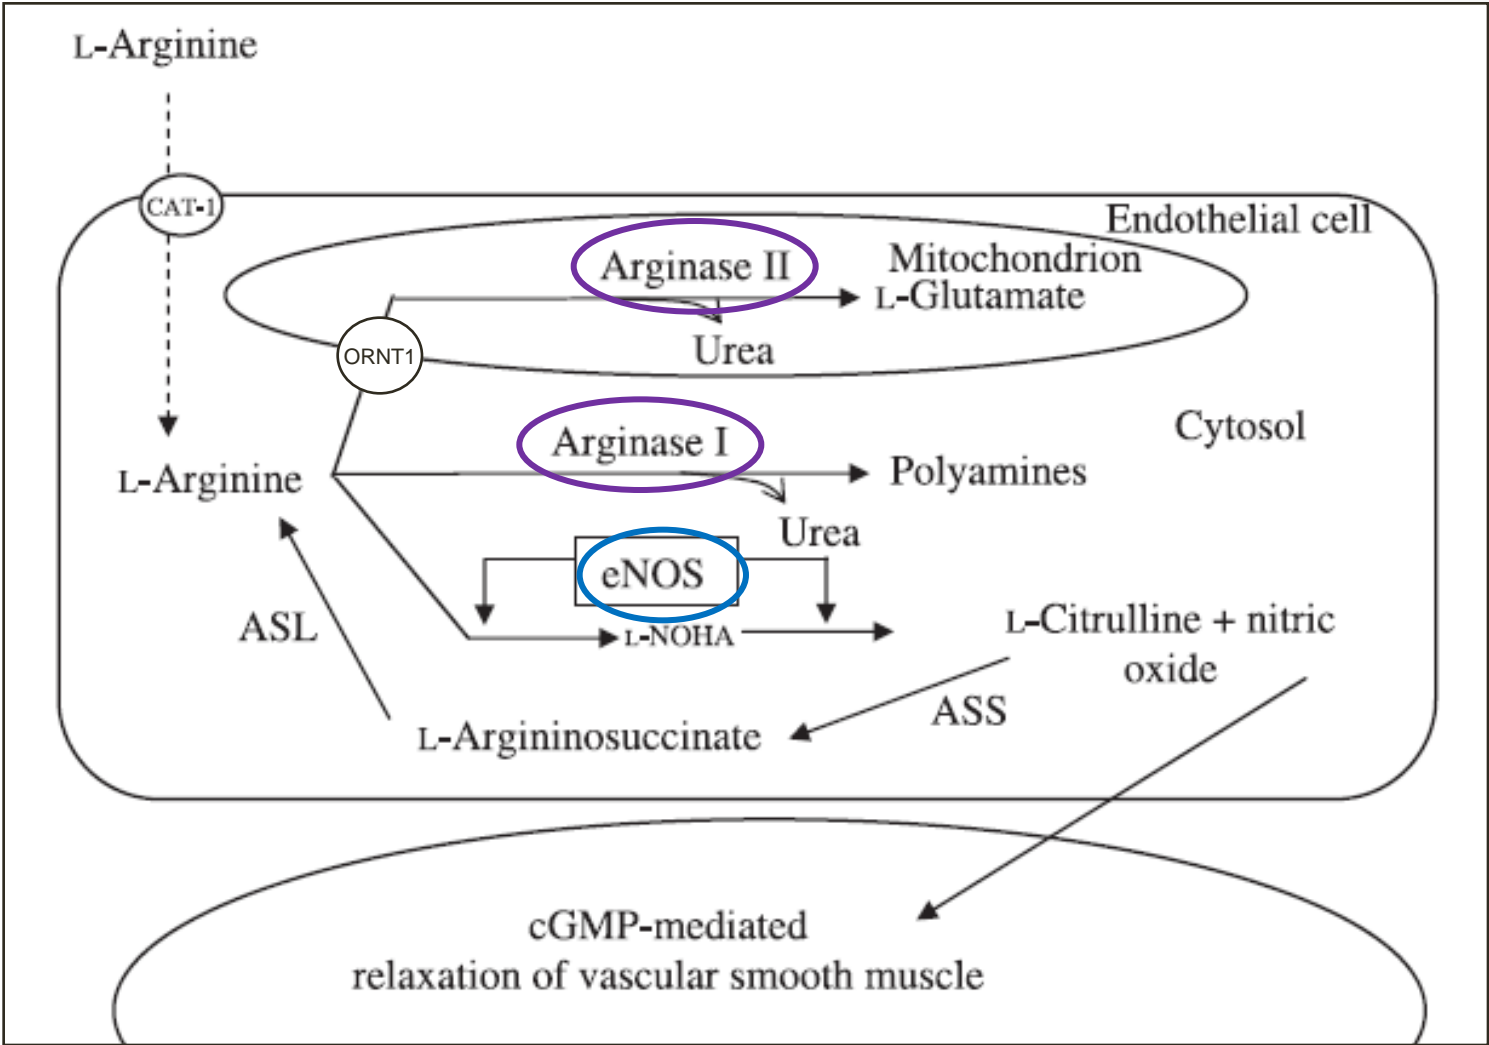 L-Arginine
CAT-1
Endothelial cell
Arginase II
Mitochondrion
L-Glutamate
Urea
ORNT1
Cytosol
Arginase I
L-Arginine
Polyamines
Urea
eNOS
ASL
L-NOHA
L-Citrulline + nitric
oxide
ASS
L-Argininosuccinate
cGMP-mediated
relaxation of vascular smooth muscle